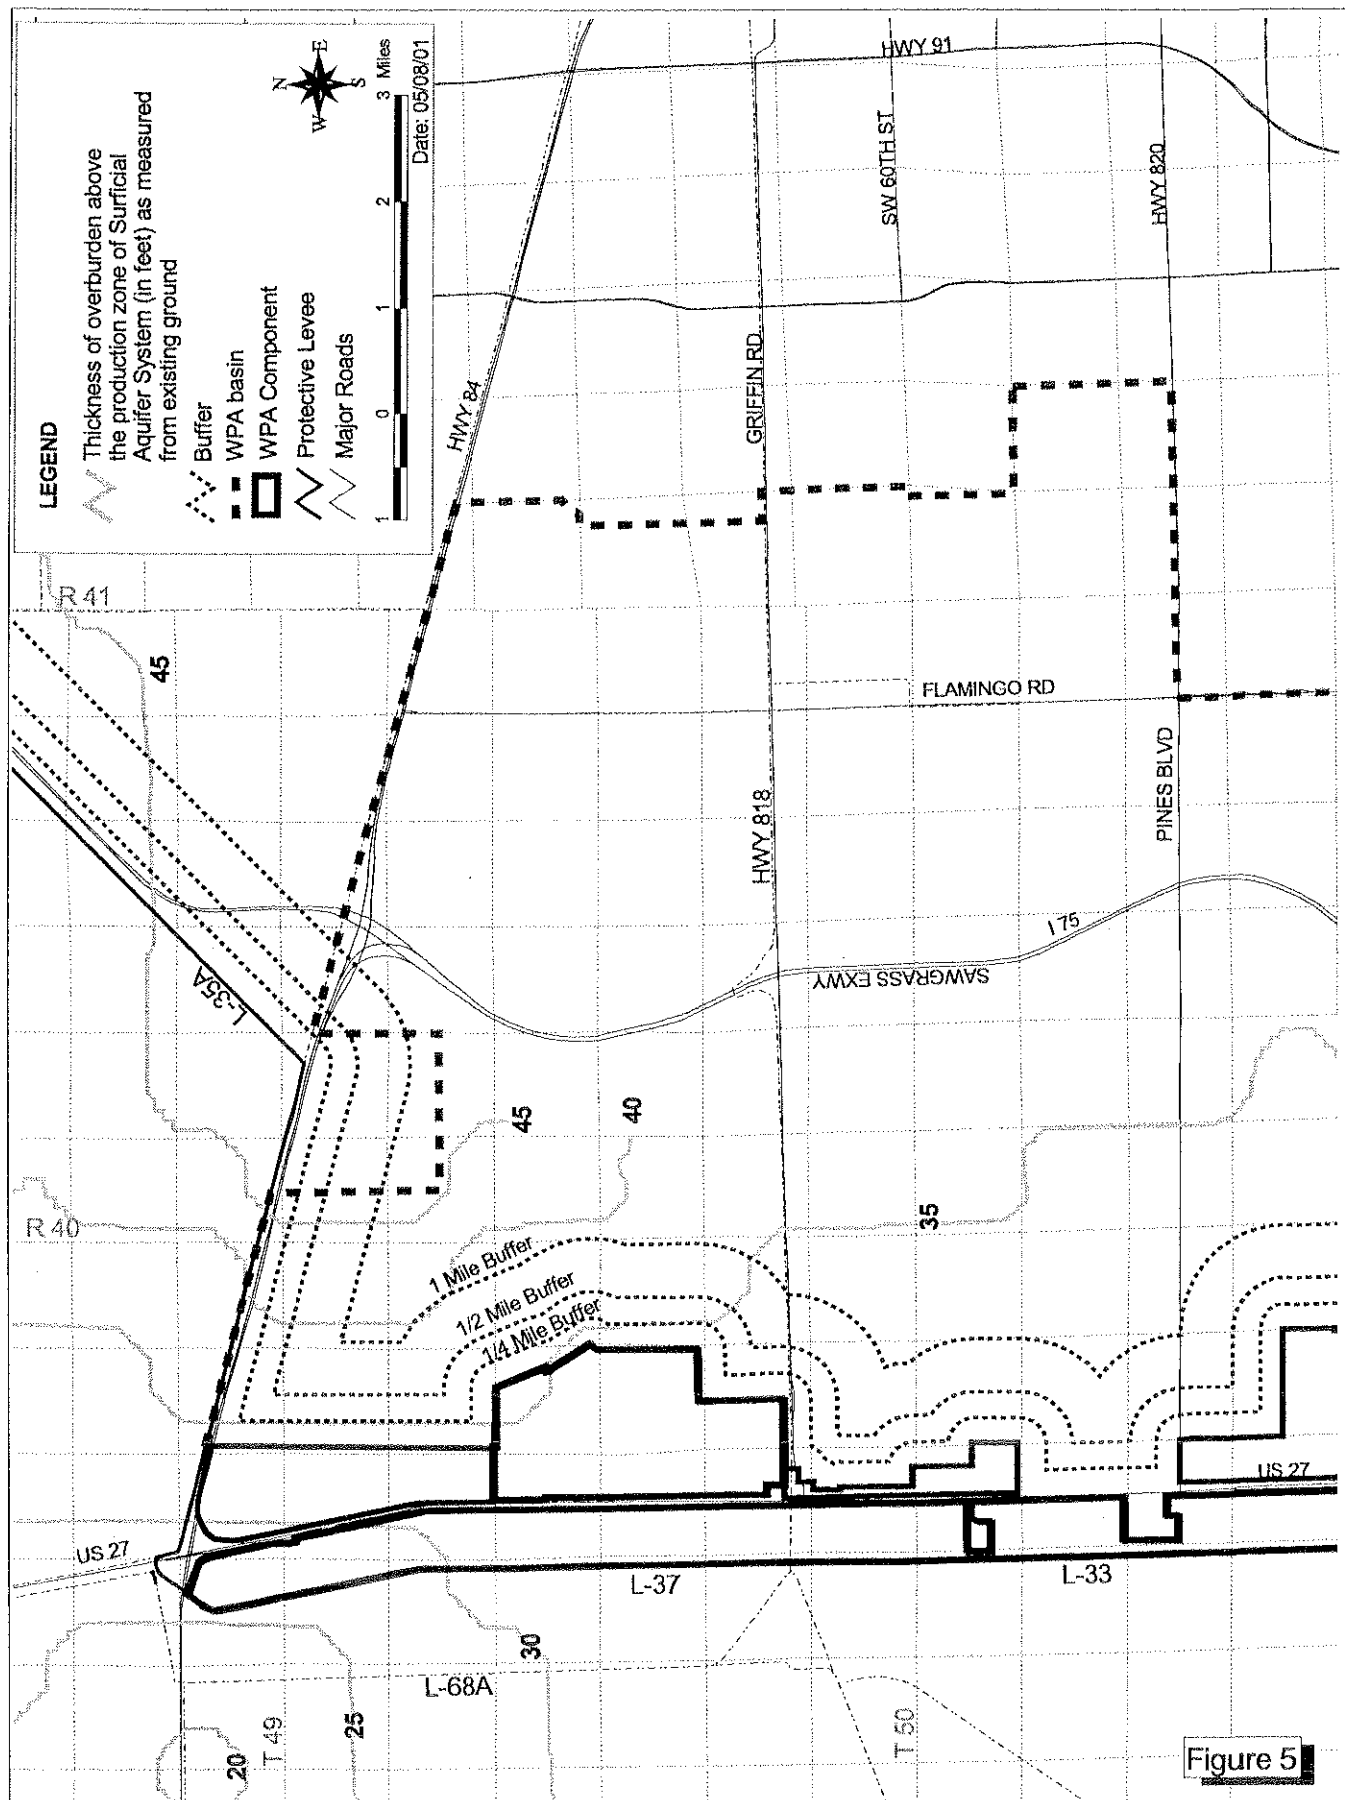 LEGEND
Thickness of overburden above
the production zone of Surficial
Aquifer System (in feet) as measured
from existing ground
Buffer
WPA basin
WPA Component
Protective Levee
Major Roads
N
E
S
W
1 0 1 2 3 Miles
Date: 05/08/01
R 41
45
HWY 84
HWY 91
GRIFFIN RD
SW 60TH ST
HWY 820
FLAMINGO RD
HWY 818
PINES BLVD
I 75
SAWGRASS EXWY
L-35A
45
40
35
R 40
1 Mile Buffer
1/2 Mile Buffer
1/4 Mile Buffer
US 27
US 27
L-37
L-33
30
L-68A
25
T 49
20
T 50
Figure 5